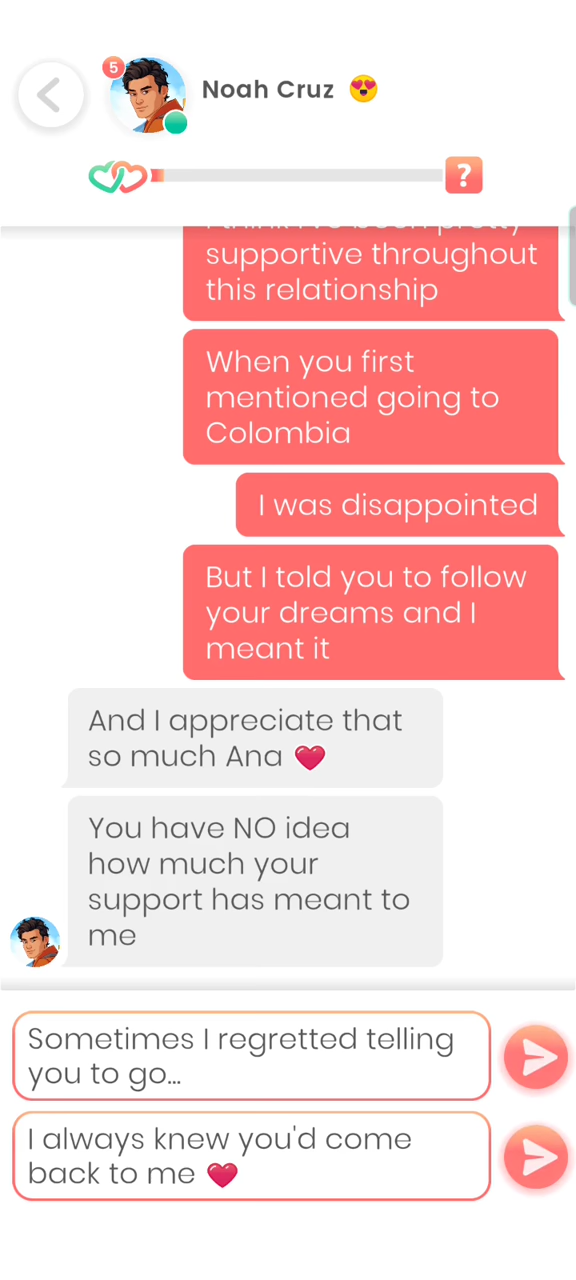 5
Noah Cruz 😍
?
supportive throughout
this relationship
When you first
mentioned going to
Colombia
I was disappointed
But I told you to follow
your dreams and I
meant it
And I appreciate that
so much Ana ❤️
You have NO idea
how much your
support has meant to
me
Sometimes I regretted telling
you to go...
I always knew you'd come
back to me ❤️